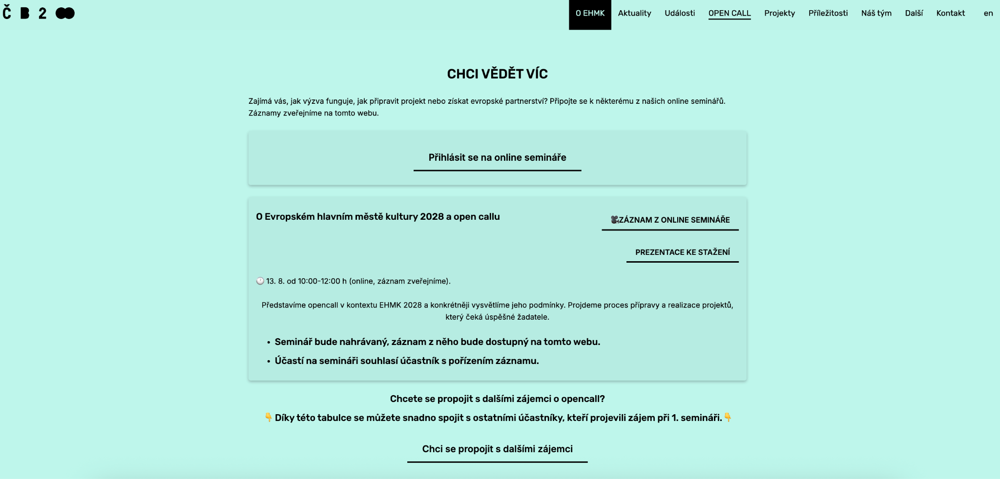 Č B 2
O EHMK Aktuality Události OPEN CALL Projekty Příležitosti Náš tým Další Kontakt en
CHCI VĚDĚT VÍC
Zajímá vás, jak výzva funguje, jak připravit projekt nebo získat evropské partnerství? Připojte se k některému z našich online seminářů.
Záznamy zveřejníme na tomto webu.
Přihlásit se na online semináře
O Evropském hlavním městě kultury 2028 a open callu
🎥ZÁZNAM Z ONLINE SEMINÁŘE
PREZENTACE KE STAŽENÍ
🕐 13. 8. od 10:00-12:00 h (online, záznam zveřejníme).
Představíme opencall v kontextu EHMK 2028 a konkrétněji vysvětlíme jeho podmínky. Projdeme proces přípravy a realizace projektů,
který čeká úspěšné žadatele.
• Seminář bude nahrávaný, záznam z něho bude dostupný na tomto webu.
• Účastí na semináři souhlasí účastník s pořízením záznamu.
Chcete se propojit s dalšími zájemci o opencall?
👇 Díky této tabulce se můžete snadno spojit s ostatními účastníky, kteří projevili zájem při 1. semináři.👇
Chci se propojit s dalšími zájemci